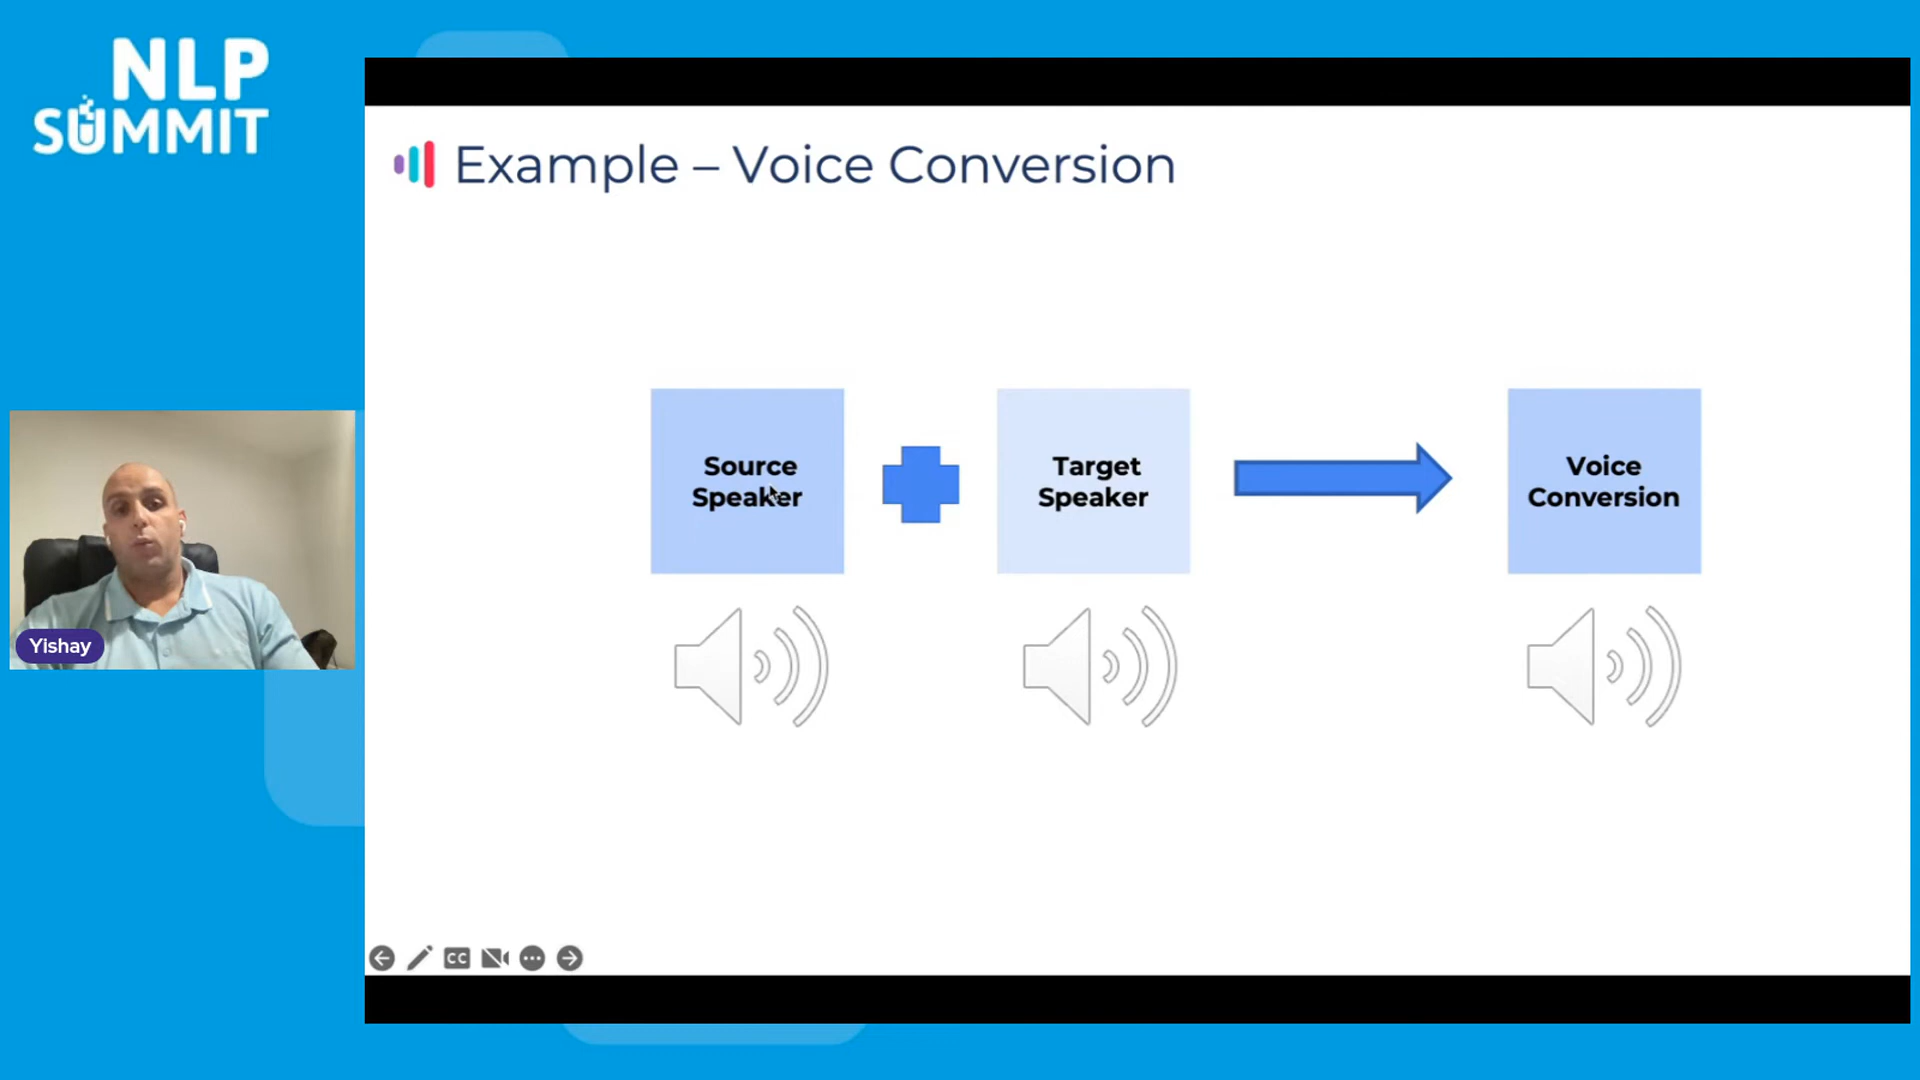 NLP
SUMMIT
Example – Voice Conversion
Source
Speaker
Target
Speaker
Voice
Conversion
Yishay
CC